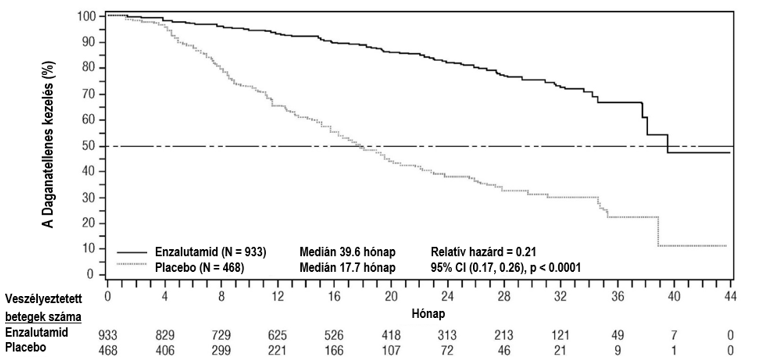 A Daganatellenes kezelés (%)
100
90
80
70
60
50
40
30
20
10
0
Enzalutamid (N = 933) Medián 39.6 hónap Relatív hazárd = 0.21
Placebo (N = 468) Medián 17.7 hónap 95% CI (0.17, 0.26), p < 0.0001
0 4 8 12 16 20 24 28 32 36 40 44
Hónap
Veszélyeztetett
betegek száma
Enzalutamid 933 829 729 625 526 418 313 213 121 49 7 0
Placebo 468 406 299 221 166 107 72 46 21 9 1 0